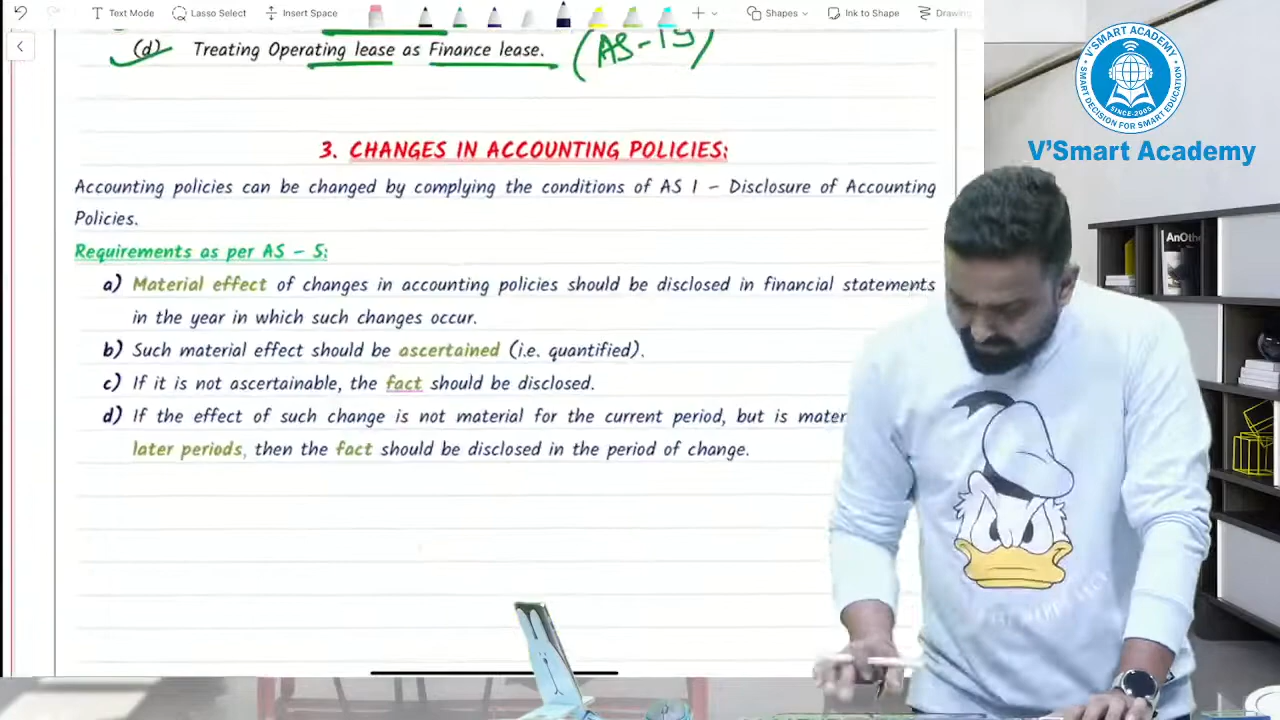 Text Mode Lasso Select Insert Space Shapes Ink to Shape Drawing
(d) Treating Operating lease as Finance lease. (AS-19)
3. CHANGES IN ACCOUNTING POLICIES:
Accounting policies can be changed by complying the conditions of AS 1 – Disclosure of Accounting
Policies.
Requirements as per AS – 5:
a) Material effect of changes in accounting policies should be disclosed in financial statements
in the year in which such changes occur.
b) Such material effect should be ascertained (i.e. quantified).
c) If it is not ascertainable, the fact should be disclosed.
d) If the effect of such change is not material for the current period, but is mater
later periods, then the fact should be disclosed in the period of change.
V'SMART ACADEMY
SMART DECISION FOR SMART EDUCATION
SINCE-2005
V'Smart Academy
AnOthe